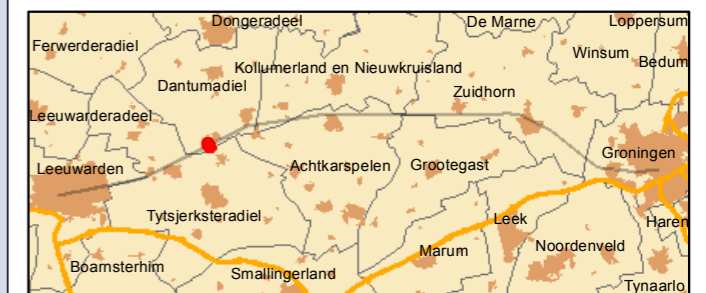 Dongeradeel
De Marne
Loppersum
Ferwerderadiel
Winsum
Bedum
Kollumerland en Nieuwkruisland
Dantumadiel
Zuidhorn
Leeuwarderadeel
Groningen
Leeuwarden
Achtkarspelen
Grootegast
Tytsjerksteradiel
Leek
Haren
Marum
Noordenveld
Boarnsterhim
Smallingerland
Tynaarlo